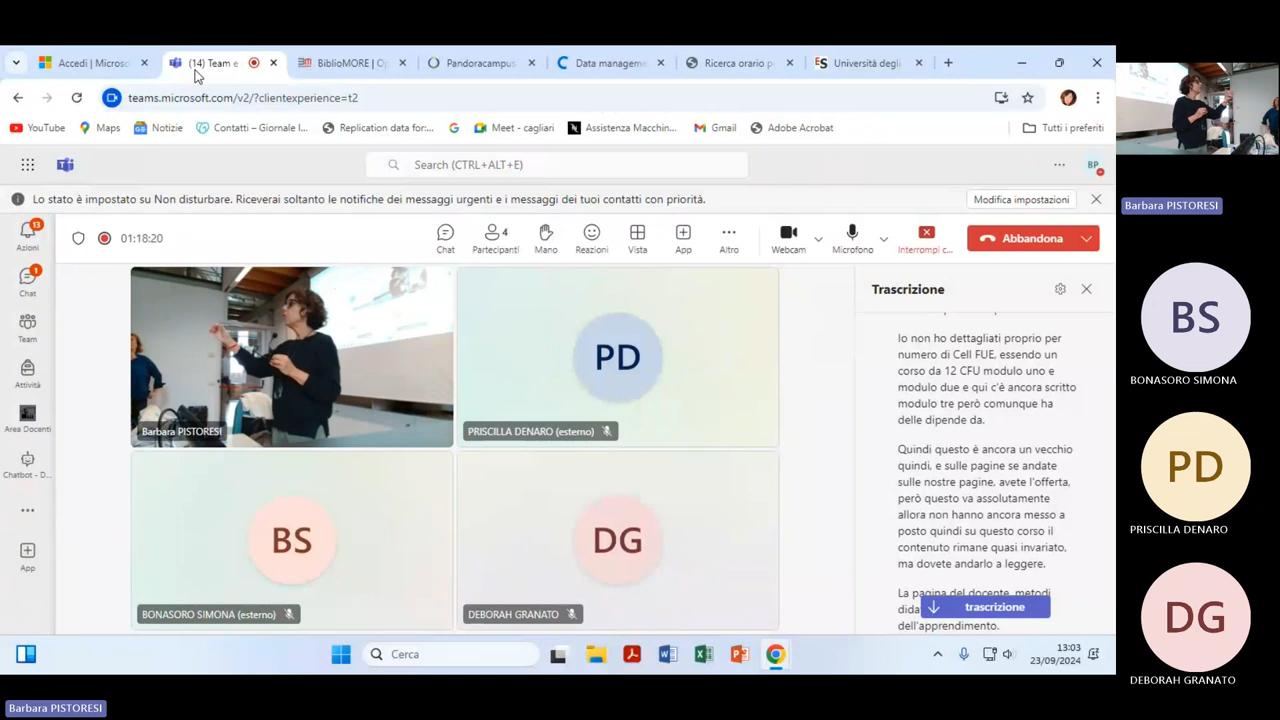 Accedi | Microso
(14) Team e
BiblioMORE | Op
Pandoracampus
Data manageme
Ricerca orario p
ES Università degli
teams.microsoft.com/v2/?clientexperience=t2
YouTube
Maps
Notizie
Contatti – Giornale l...
Replication data for:...
Meet - cagliari
Assistenza Macchin...
Gmail
Adobe Acrobat
Tutti i preferiti
Search (CTRL+ALT+E)
BP
Lo stato è impostato su Non disturbare. Riceverai soltanto le notifiche dei messaggi urgenti e i messaggi dei tuoi contatti con priorità.
Modifica impostazioni
13
Azioni
1
Chat
Team
Attività
Area Docenti
Chatbot - D...
App
01:18:20
Chat
4
Partecipanti
Mano
Reazioni
Vista
App
Altro
Webcam
Microfono
Interrompi c...
Abbandona
Barbara PISTORESI
PD
PRISCILLA DENARO (esterno)
BS
BONASORO SIMONA (esterno)
DG
DEBORAH GRANATO
Trascrizione
Io non ho dettagliati proprio per
numero di Cell FUE, essendo un
corso da 12 CFU modulo uno e
modulo due e qui c'è ancora scritto
modulo tre però comunque ha
delle dipende da.
Quindi questo è ancora un vecchio
quindi, e sulle pagine se andate
sulle nostre pagine, avete l'offerta,
però questo va assolutamente
allora non hanno ancora messo a
posto quindi su questo corso il
contenuto rimane quasi invariato,
ma dovete andarlo a leggere.
La pagina del docente, metodi
dida
trascrizione
dell'apprendimento.
Cerca
13:03
23/09/2024
Barbara PISTORESI
Barbara PISTORESI
BS
BONASORO SIMONA
PD
PRISCILLA DENARO
DG
DEBORAH GRANATO